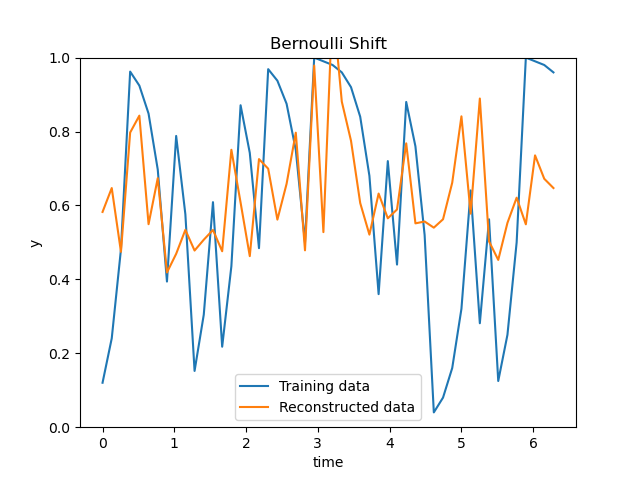 Bernoulli Shift
1.0
0.8
0.6
0.4
0.2
0.0
y
Training data
Reconstructed data
0 1 2 3 4 5 6
time